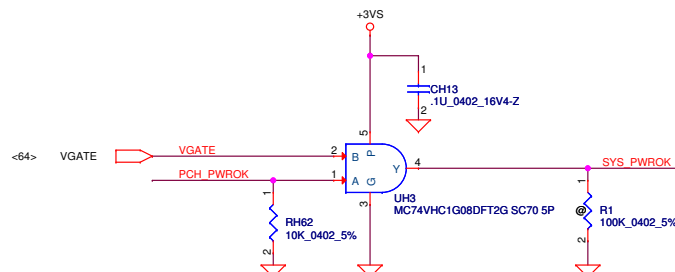 +3VS
1
CH13
.1U_0402_16V4-Z
2
5
<64> VGATE
VGATE
2
B
P
Y
4
SYS_PWROK
PCH_PWROK
1
A
G
UH3
MC74VHC1G08DFT2G SC70 5P
3
1
RH62
10K_0402_5%
2
1
@
R1
100K_0402_5%
2